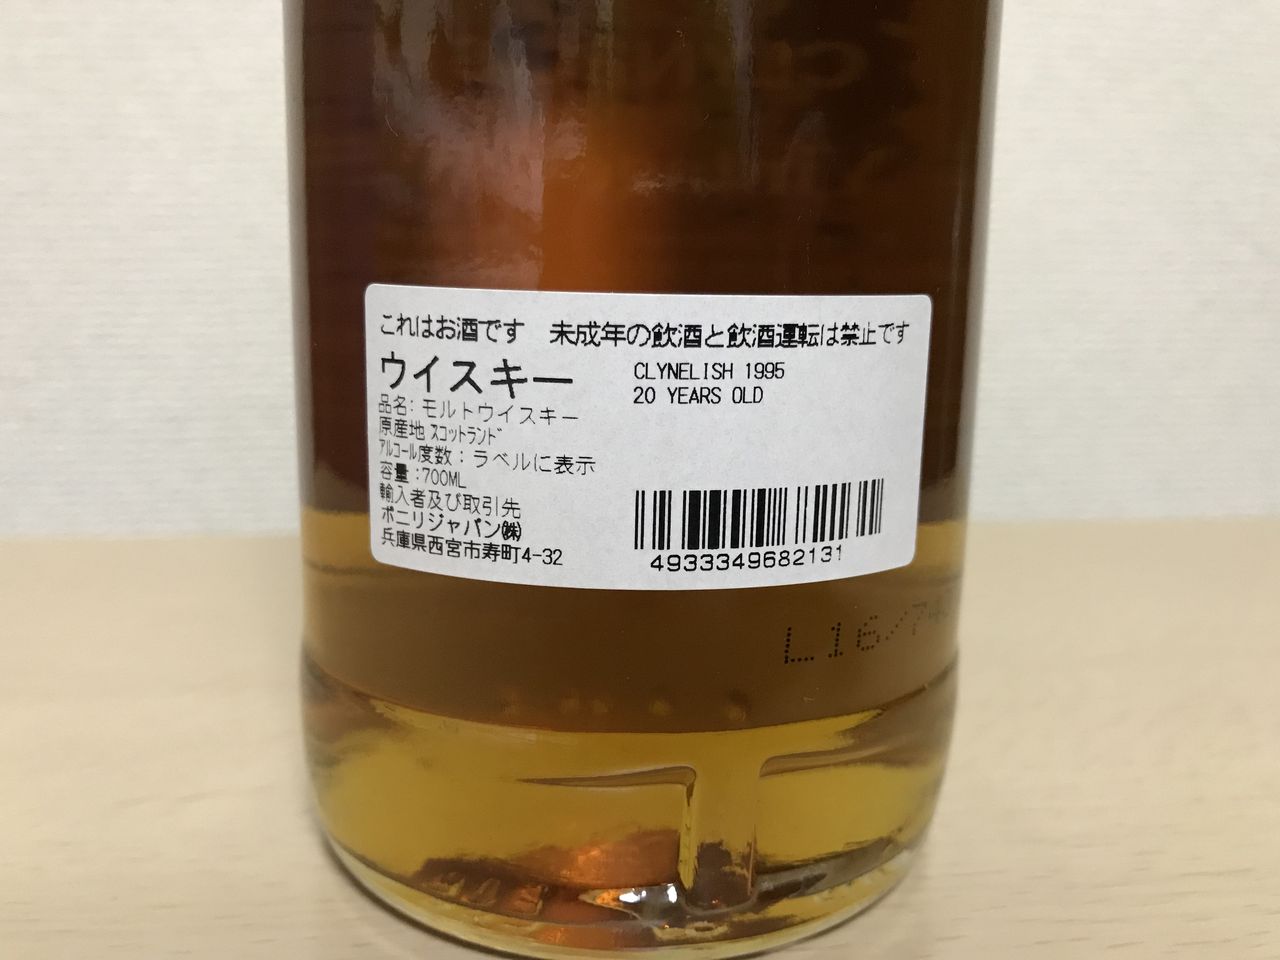 これはお酒です　未成年の飲酒と飲酒運転は禁止です
ウイスキー
CLYNELISH 1995
20 YEARS OLD
品名:モルトウイスキー
原産地 ｽｺｯﾄﾗﾝﾄﾞ
ｱﾙｺｰﾙ度数：ラベルに表示
容量:700ML
輸入者及び取引先
ボニリジャパン㈱
兵庫県西宮市寿町4-32
4933349682131
L16/74